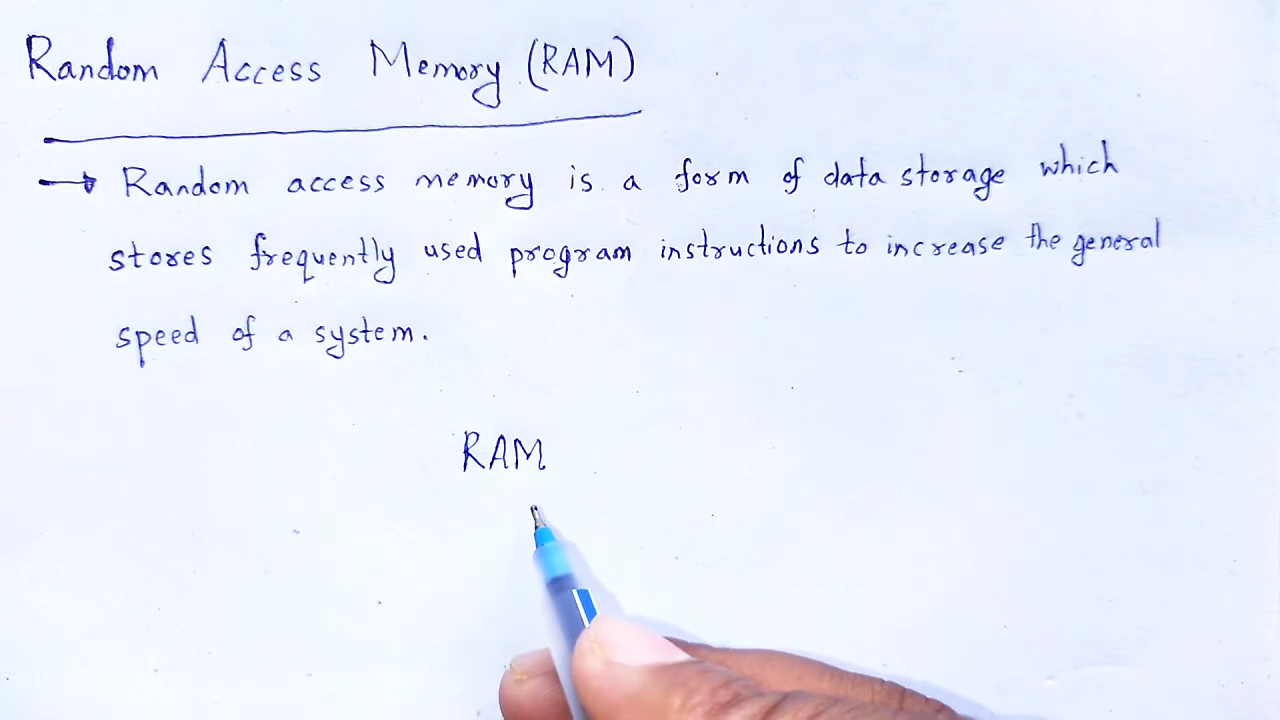 Random Access Memory (RAM)
Random access memory is a form of data storage which
stores frequently used program instructions to increase the general
speed of a system.
RAM